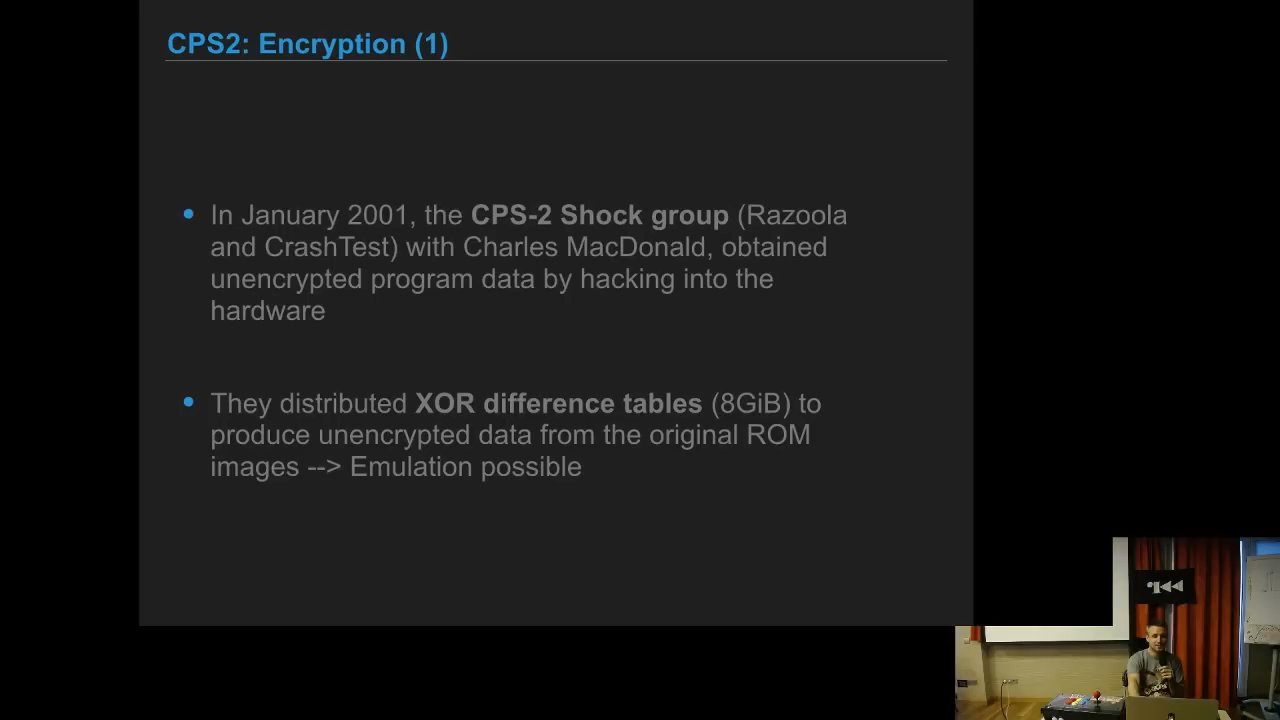 CPS2: Encryption (1)
In January 2001, the CPS-2 Shock group (Razoola
and CrashTest) with Charles MacDonald, obtained
unencrypted program data by hacking into the
hardware
They distributed XOR difference tables (8GiB) to
produce unencrypted data from the original ROM
images --> Emulation possible